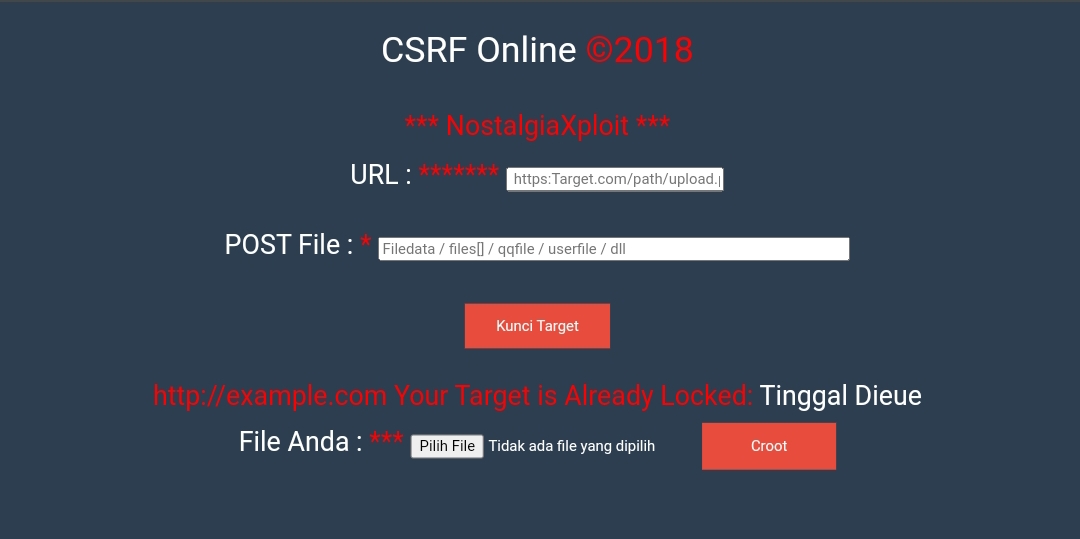 CSRF Online ©2018
*** NostalgiaXploit ***
URL : ******* https:Target.com/path/upload.
POST File : * Filedata / files[] / qqfile / userfile / dll
Kunci Target
http://example.com Your Target is Already Locked: Tinggal Dieue
File Anda : *** Pilih File Tidak ada file yang dipilih Croot